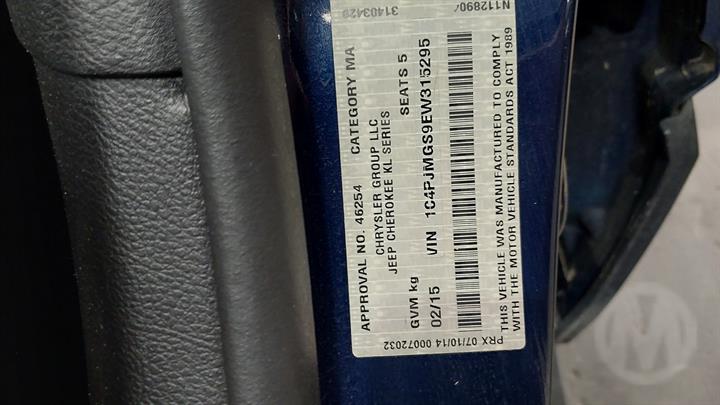 31403429 N112890
APPROVAL NO. 46254 CATEGORY MA
CHRYSLER GROUP LLC
JEEP CHEROKEE KL SERIES
GVM kg SEATS 5
02/15 VIN 1C4PJMGS9EW315295
THIS VEHICLE WAS MANUFACTURED TO COMPLY
WITH THE MOTOR VEHICLE STANDARDS ACT 1989
PRX 07/10/14 00072032
M